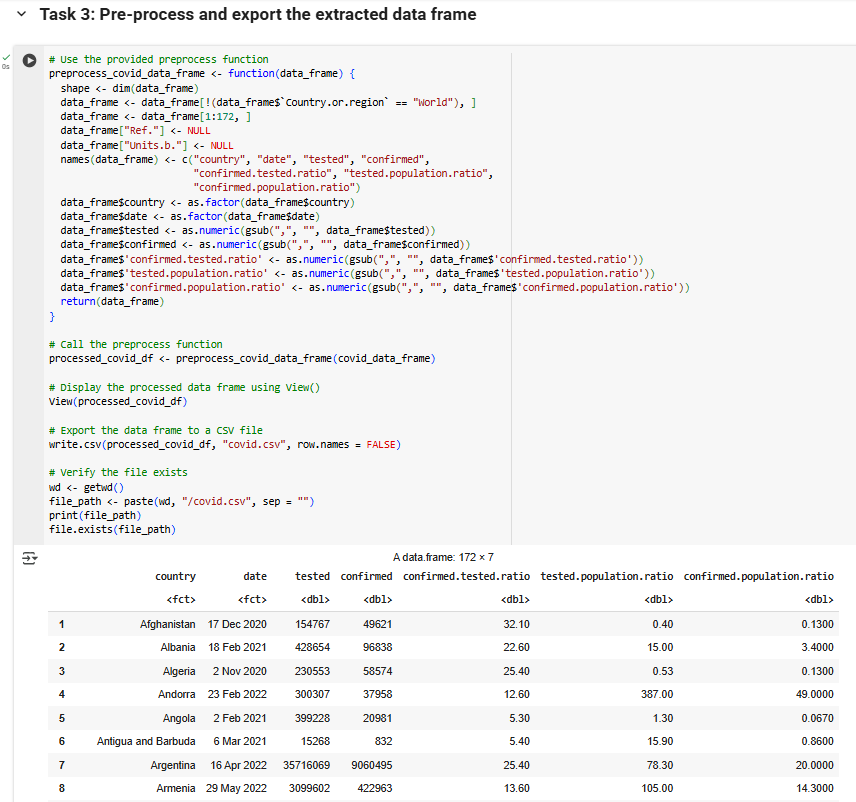 Task 3: Pre-process and export the extracted data frame
0s
# Use the provided preprocess function
preprocess_covid_data_frame <- function(data_frame) {
  shape <- dim(data_frame)
  data_frame <- data_frame[!(data_frame$`Country.or.region` == "World"), ]
  data_frame <- data_frame[1:172, ]
  data_frame["Ref."] <- NULL
  data_frame["Units.b."] <- NULL
  names(data_frame) <- c("country", "date", "tested", "confirmed",
                         "confirmed.tested.ratio", "tested.population.ratio",
                         "confirmed.population.ratio")
  data_frame$country <- as.factor(data_frame$country)
  data_frame$date <- as.factor(data_frame$date)
  data_frame$tested <- as.numeric(gsub(",", "", data_frame$tested))
  data_frame$confirmed <- as.numeric(gsub(",", "", data_frame$confirmed))
  data_frame$'confirmed.tested.ratio' <- as.numeric(gsub(",", "", data_frame$'confirmed.tested.ratio'))
  data_frame$'tested.population.ratio' <- as.numeric(gsub(",", "", data_frame$'tested.population.ratio'))
  data_frame$'confirmed.population.ratio' <- as.numeric(gsub(",", "", data_frame$'confirmed.population.ratio'))
  return(data_frame)
}
# Call the preprocess function
processed_covid_df <- preprocess_covid_data_frame(covid_data_frame)
# Display the processed data frame using View()
View(processed_covid_df)
# Export the data frame to a CSV file
write.csv(processed_covid_df, "covid.csv", row.names = FALSE)
# Verify the file exists
wd <- getwd()
file_path <- paste(wd, "/covid.csv", sep = "")
print(file_path)
file.exists(file_path)
A data.frame: 172 × 7
country date tested confirmed confirmed.tested.ratio tested.population.ratio confirmed.population.ratio
<fct> <fct> <dbl> <dbl> <dbl> <dbl> <dbl>
1 Afghanistan 17 Dec 2020 154767 49621 32.10 0.40 0.1300
2 Albania 18 Feb 2021 428654 96838 22.60 15.00 3.4000
3 Algeria 2 Nov 2020 230553 58574 25.40 0.53 0.1300
4 Andorra 23 Feb 2022 300307 37958 12.60 387.00 49.0000
5 Angola 2 Feb 2021 399228 20981 5.30 1.30 0.0670
6 Antigua and Barbuda 6 Mar 2021 15268 832 5.40 15.90 0.8600
7 Argentina 16 Apr 2022 35716069 9060495 25.40 78.30 20.0000
8 Armenia 29 May 2022 3099602 422963 13.60 105.00 14.3000